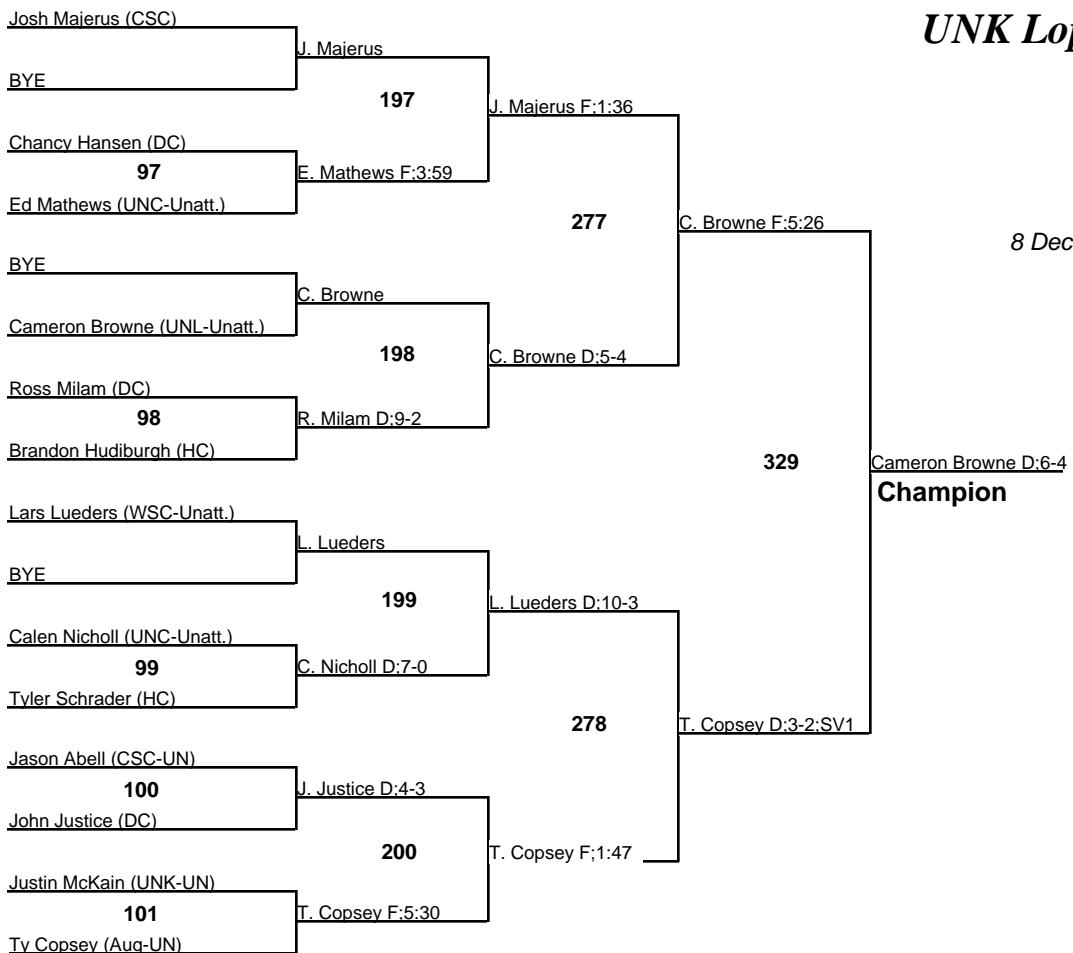 Josh Majerus (CSC)
UNK Lop
J. Majerus
BYE
197
J. Majerus F;1:36
Chancy Hansen (DC)
97
E. Mathews F;3:59
Ed Mathews (UNC-Unatt.)
277
C. Browne F;5:26
8 Dec
BYE
C. Browne
Cameron Browne (UNL-Unatt.)
198
C. Browne D;5-4
Ross Milam (DC)
98
R. Milam D;9-2
Brandon Hudiburgh (HC)
329
Cameron Browne D;6-4
Champion
Lars Lueders (WSC-Unatt.)
L. Lueders
BYE
199
L. Lueders D;10-3
Calen Nicholl (UNC-Unatt.)
99
C. Nicholl D;7-0
Tyler Schrader (HC)
278
T. Copsey D;3-2;SV1
Jason Abell (CSC-UN)
100
J. Justice D;4-3
John Justice (DC)
200
T. Copsey F;1:47
Justin McKain (UNK-UN)
101
T. Copsey F;5:30
Ty Copsey (Aug-UN)